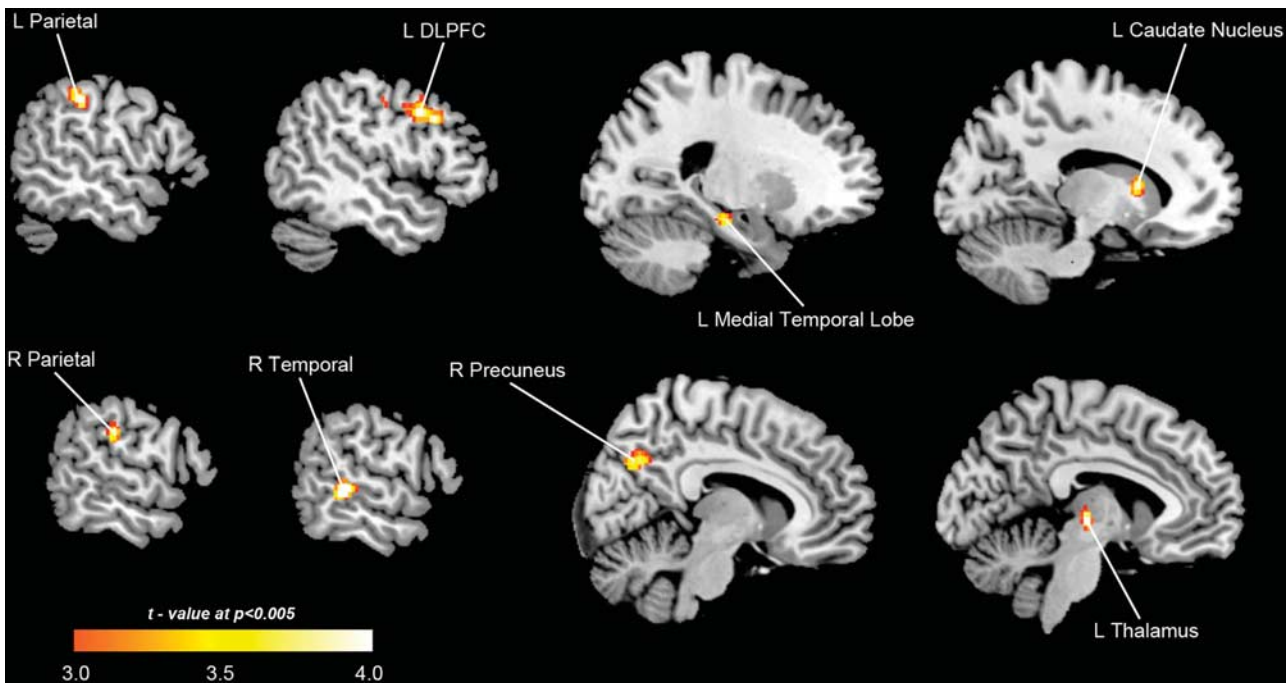 L Parietal
L DLPFC
L Caudate Nucleus
L Medial Temporal Lobe
R Parietal
R Temporal
R Precuneus
L Thalamus
t - value at p<0.005
3.0
3.5
4.0